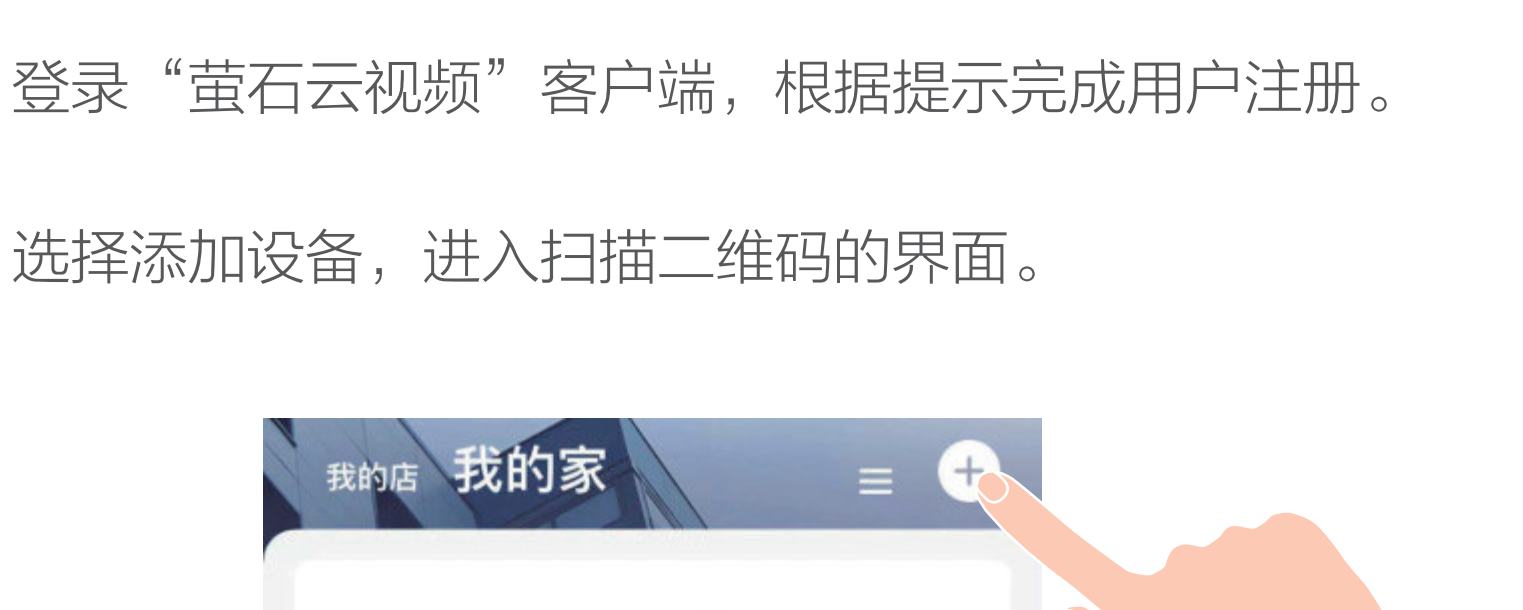 登录“萤石云视频”客户端，根据提示完成用户注册。
选择添加设备，进入扫描二维码的界面。
我的店 我的家